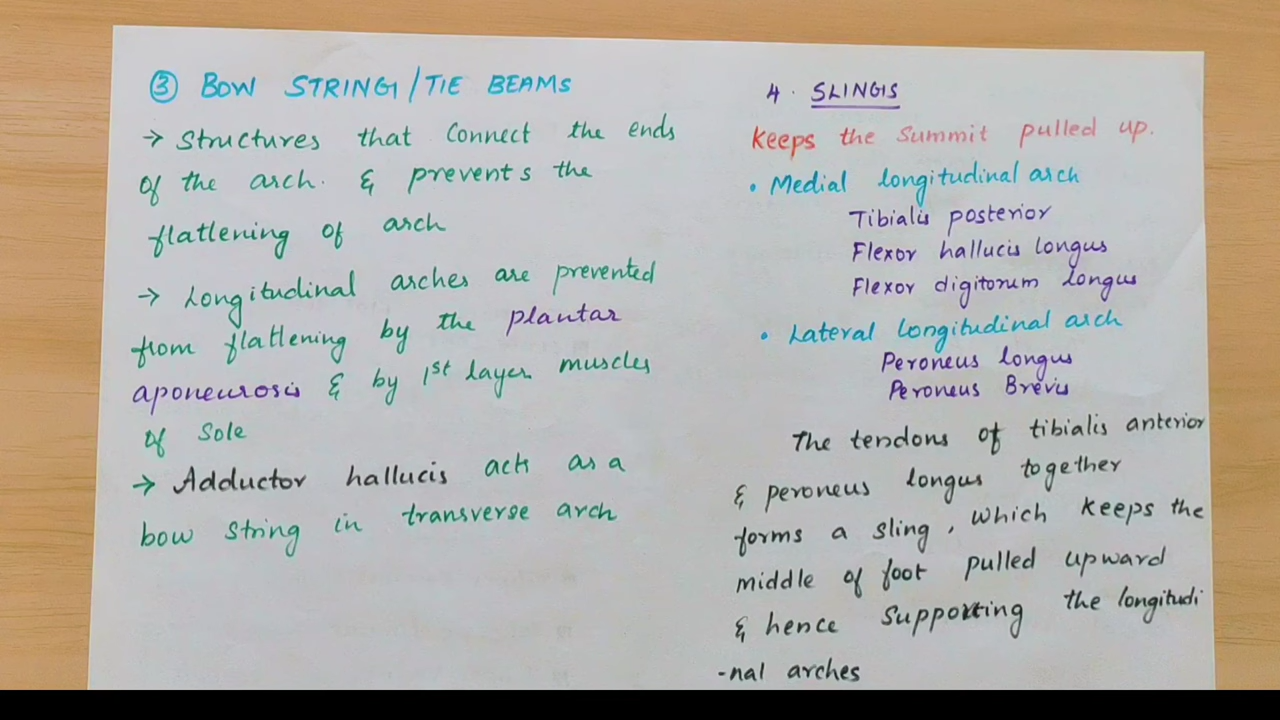 ③ BOW STRING/TIE BEAMS
→ Structures that connect the ends
of the arch. & prevents the
flatlening of arch
→ Longitudinal arches are prevented
from flatlening by the plantar
aponeurosis & by 1st layer muscles
of Sole
→ Adductor hallucis acts as a
bow string in transverse arch
4. SLINGS
Keeps the Summit pulled up.
• Medial longitudinal arch
Tibialis posterior
Flexor hallucis longus
Flexor digitorum longus
• Lateral longitudinal arch
Peroneus longus
Peroneus Brevis
The tendons of tibialis anterior
& peroneus longus together
forms a sling, which keeps the
middle of foot pulled upward
& hence supporting the longitudi
-nal arches